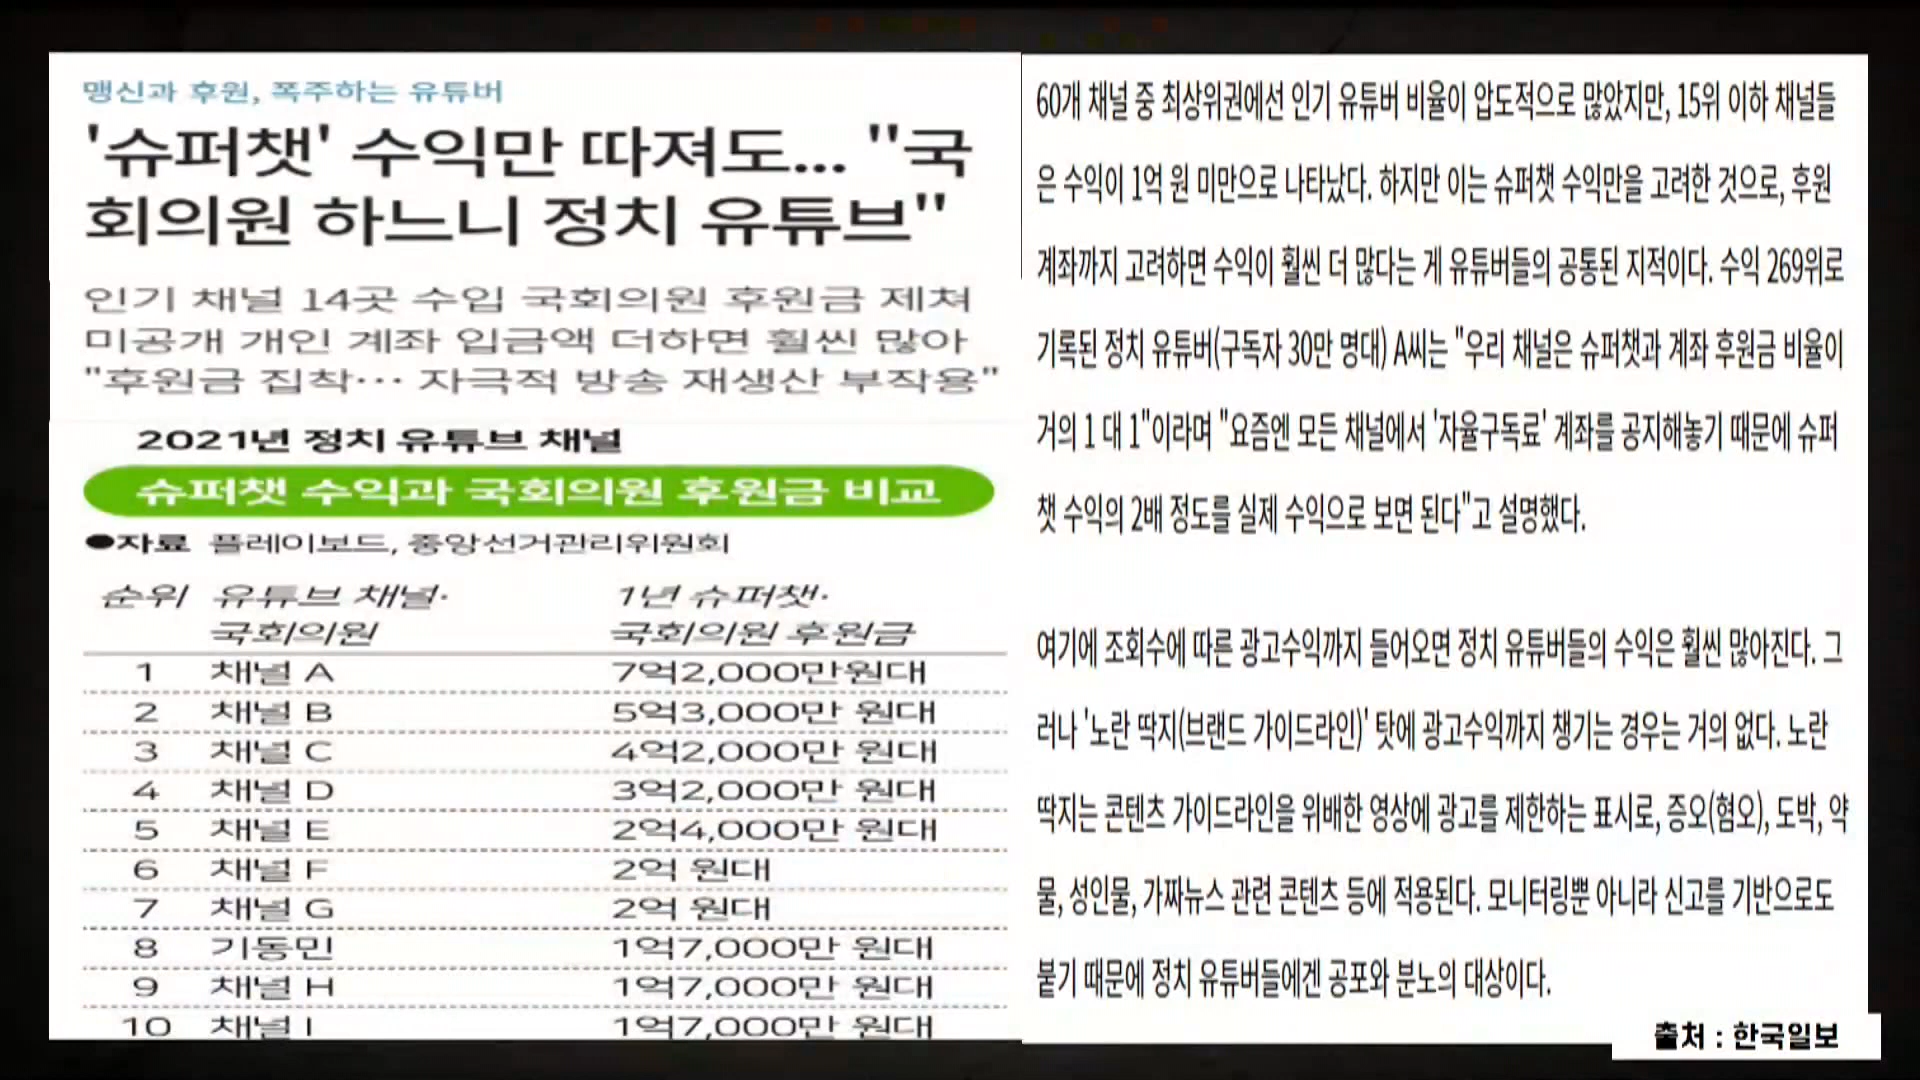 맹신과 후원, 폭주하는 유튜버
'슈퍼챗' 수익만 따져도... "국
회의원 하느니 정치 유튜브"
인기 채널 14곳 수입 국회의원 후원금 제쳐
미공개 개인 계좌 입금액 더하면 훨씬 많아
"후원금 집착… 자극적 방송 재생산 부작용"
2021년 정치 유튜브 채널
슈퍼챗 수익과 국회의원 후원금 비교
●자료 플레이보드, 중앙선거관리위원회
순위 유튜브 채널· 1년 슈퍼챗·
국회의원 국회의원 후원금
1 채널 A 7억2,000만원대
2 채널 B 5억3,000만 원대
3 채널 C 4억2,000만 원대
4 채널 D 3억2,000만 원대
5 채널 E 2억4,000만 원대
6 채널 F 2억 원대
7 채널 G 2억 원대
8 기동민 1억7,000만 원대
9 채널 H 1억7,000만 원대
10 채널 I 1억7,000만 원대
60개 채널 중 최상위권에선 인기 유튜버 비율이 압도적으로 많았지만, 15위 이하 채널들
은 수익이 1억 원 미만으로 나타났다. 하지만 이는 슈퍼챗 수익만을 고려한 것으로, 후원
계좌까지 고려하면 수익이 훨씬 더 많다는 게 유튜버들의 공통된 지적이다. 수익 269위로
기록된 정치 유튜버(구독자 30만 명대) A씨는 "우리 채널은 슈퍼챗과 계좌 후원금 비율이
거의 1 대 1"이라며 "요즘엔 모든 채널에서 '자율구독료' 계좌를 공지해놓기 때문에 슈퍼
챗 수익의 2배 정도를 실제 수익으로 보면 된다"고 설명했다.
여기에 조회수에 따른 광고수익까지 들어오면 정치 유튜버들의 수익은 훨씬 많아진다. 그
러나 '노란 딱지(브랜드 가이드라인)' 탓에 광고수익까지 챙기는 경우는 거의 없다. 노란
딱지는 콘텐츠 가이드라인을 위배한 영상에 광고를 제한하는 표시로, 증오(혐오), 도박, 약
물, 성인물, 가짜뉴스 관련 콘텐츠 등에 적용된다. 모니터링뿐 아니라 신고를 기반으로도
붙기 때문에 정치 유튜버들에겐 공포와 분노의 대상이다.
출처 : 한국일보